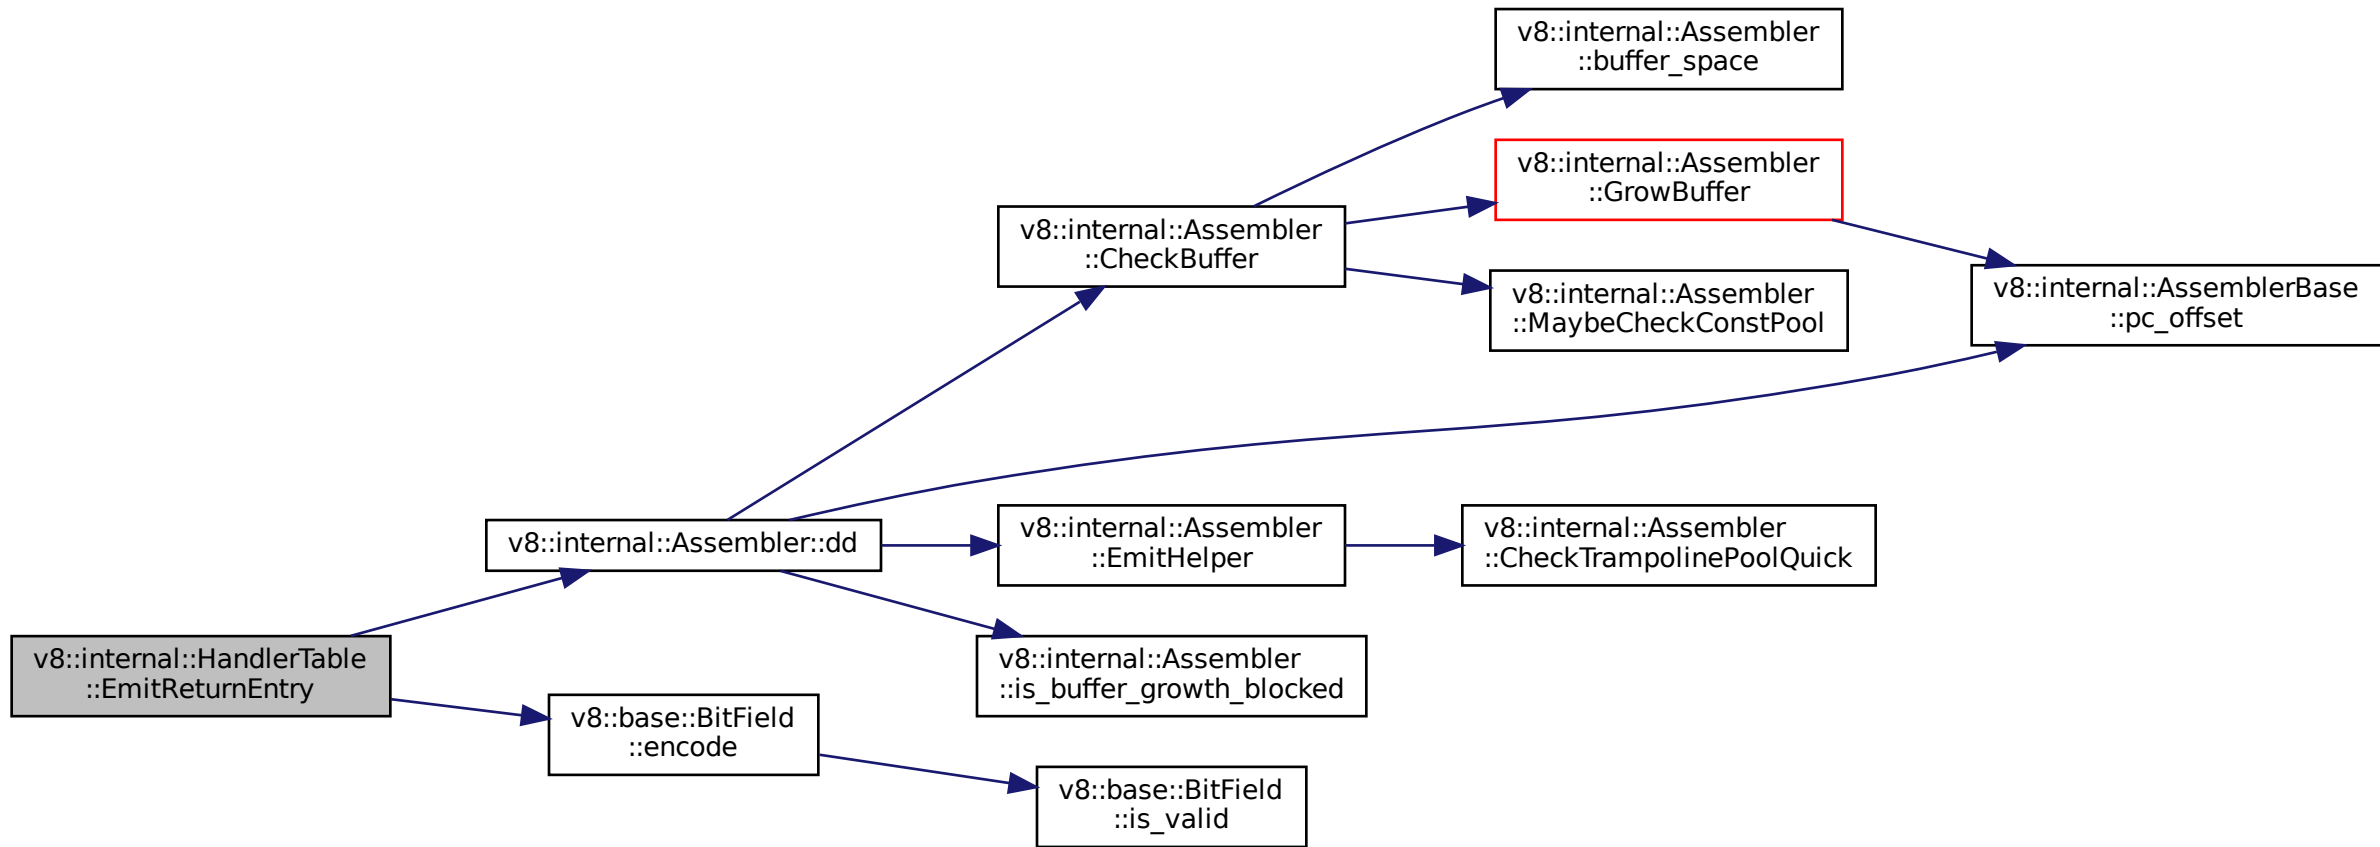 v8::internal::Assembler
::buffer_space
v8::internal::Assembler
::GrowBuffer
v8::internal::Assembler
::CheckBuffer
v8::internal::AssemblerBase
::pc_offset
v8::internal::Assembler
::MaybeCheckConstPool
v8::internal::Assembler::dd
v8::internal::Assembler
::EmitHelper
v8::internal::Assembler
::CheckTrampolinePoolQuick
v8::internal::HandlerTable
::EmitReturnEntry
v8::internal::Assembler
::is_buffer_growth_blocked
v8::base::BitField
::encode
v8::base::BitField
::is_valid